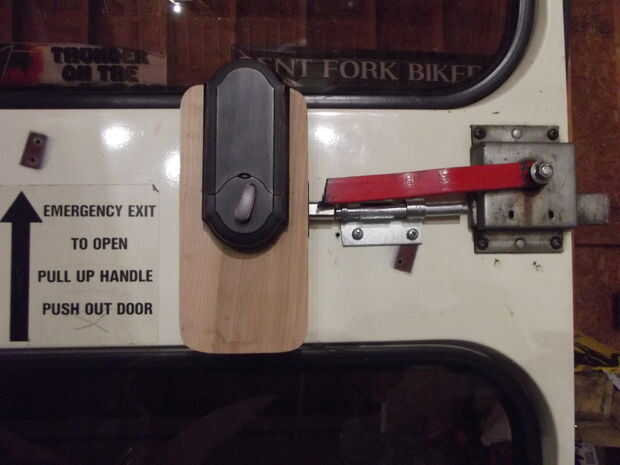 THUNDER
ON THE
ENT FORK BIKER
EMERGENCY EXIT
TO OPEN
PULL UP HANDLE
PUSH OUT DOOR